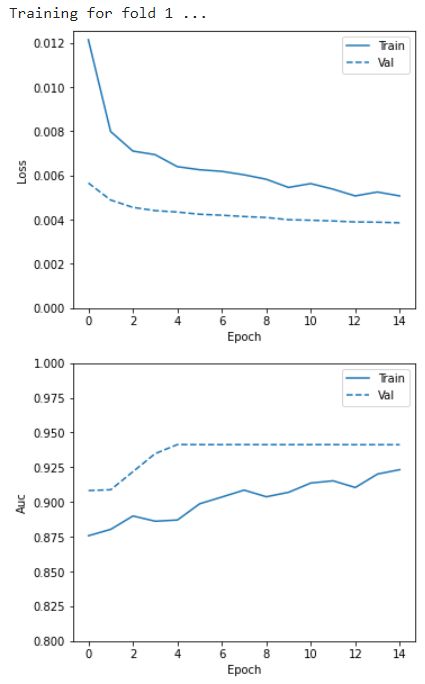 Training for fold 1 ...
0.012
0.010
0.008
0.006
0.004
0.002
0.000
Loss
Train
Val
0 2 4 6 8 10 12 14
Epoch
1.000
0.975
0.950
0.925
0.900
0.875
0.850
0.825
0.800
Auc
Train
Val
0 2 4 6 8 10 12 14
Epoch